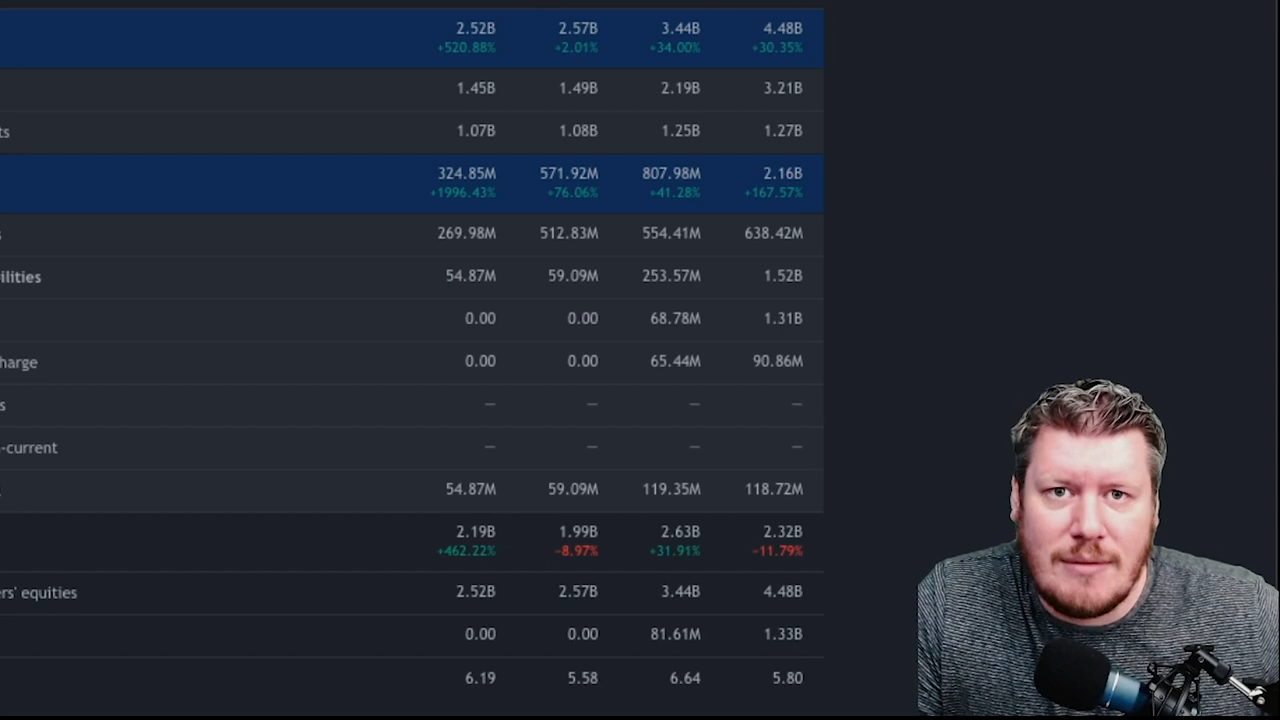 2.52B 2.57B 3.44B 4.48B
+520.88% +2.01% +34.00% +30.35%
1.45B 1.49B 2.19B 3.21B
ts 1.07B 1.08B 1.25B 1.27B
324.85M 571.92M 807.98M 2.16B
+1996.43% +76.06% +41.28% +167.57%
s 269.98M 512.83M 554.41M 638.42M
ilities 54.87M 59.09M 253.57M 1.52B
0.00 0.00 68.78M 1.31B
harge 0.00 0.00 65.44M 90.86M
s — — — —
-current — — — —
54.87M 59.09M 119.35M 118.72M
2.19B 1.99B 2.63B 2.32B
+462.22% −8.97% +31.91% −11.79%
rs' equities 2.52B 2.57B 3.44B 4.48B
0.00 0.00 81.61M 1.33B
6.19 5.58 6.64 5.80